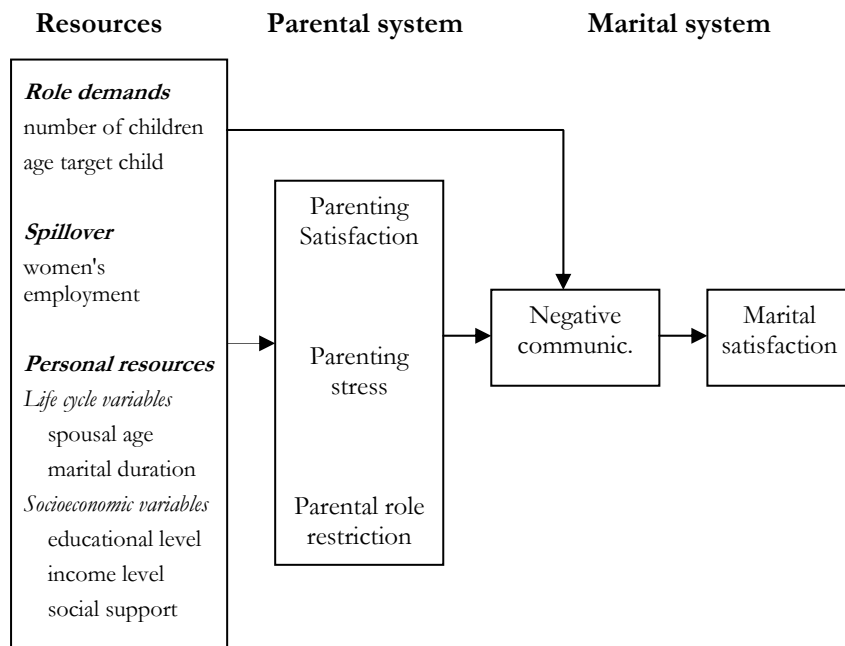 Resources
Parental system
Marital system
Role demands
number of children
age target child
Spillover
women's
employment
Personal resources
Life cycle variables
spousal age
marital duration
Socioeconomic variables
educational level
income level
social support
Parenting
Satisfaction
Parenting
stress
Parental role
restriction
Negative
communic.
Marital
satisfaction